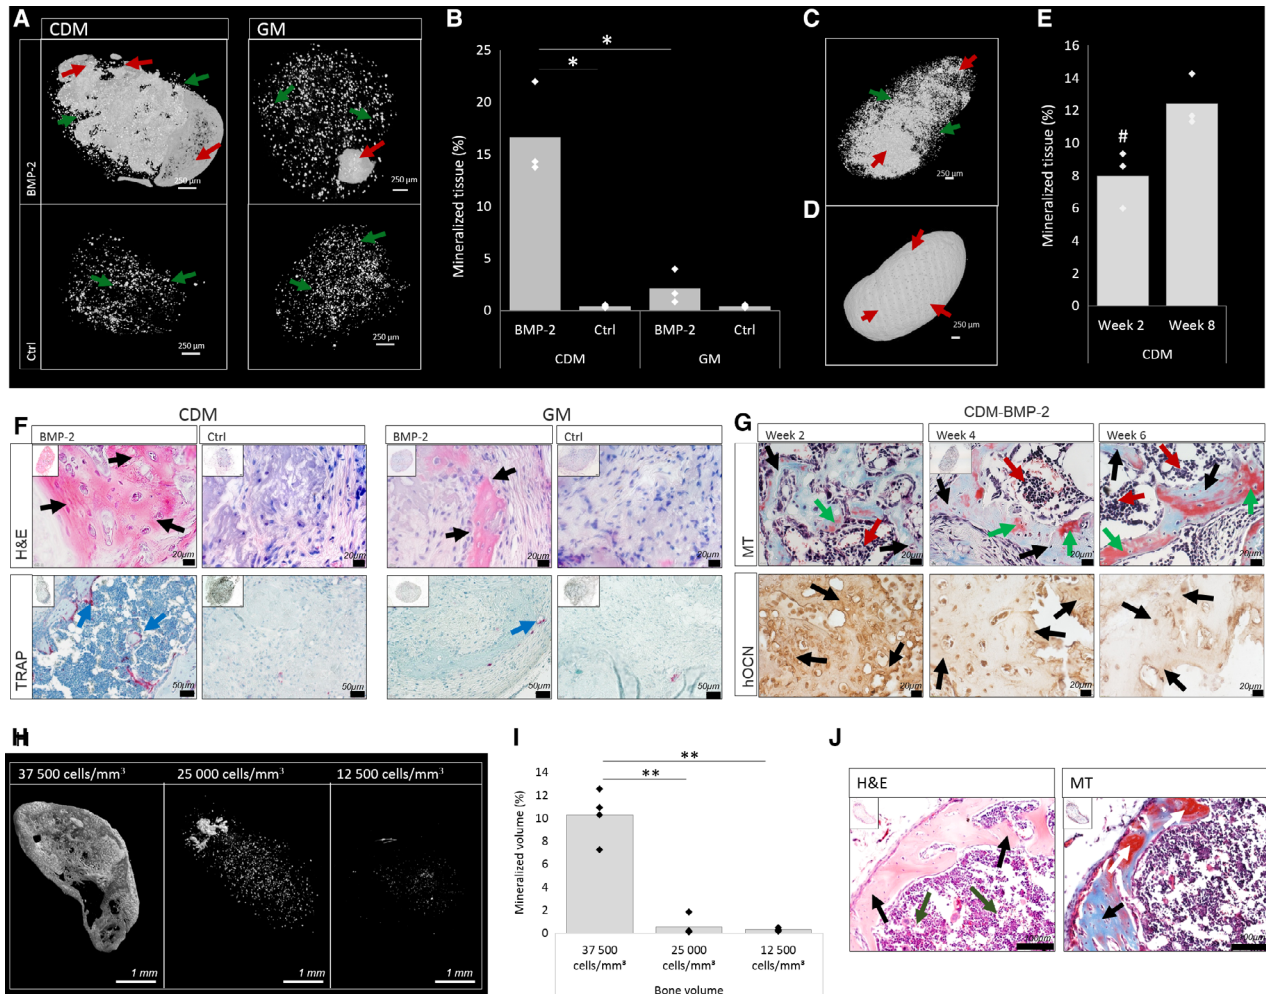 A
CDM
GM
BMP-2
Ctrl
250 µm
250 µm
250 µm
250 µm
B
Mineralized tissue (%)
25
20
15
10
5
0
*
*
BMP-2 Ctrl BMP-2 Ctrl
CDM GM
C
250 µm
D
250 µm
E
Mineralized tissue (%)
16
14
12
10
8
6
4
2
0
#
Week 2 Week 8
CDM
F
CDM GM
BMP-2 Ctrl BMP-2 Ctrl
H&E
20µm 20µm 20µm 20µm
TRAP
50µm 50µm 50µm 50µm
G
CDM-BMP-2
Week 2 Week 4 Week 6
MT
20µm 20µm 20µm
hOCN
20µm 20µm 20µm
H
37 500 cells/mm³ 25 000 cells/mm³ 12 500 cells/mm³
1 mm 1 mm 1 mm
I
Mineralized volume (%)
14
12
10
8
6
4
2
0
**
**
37 500 25 000 12 500
cells/mm³ cells/mm³ cells/mm³
Bone volume
J
H&E MT